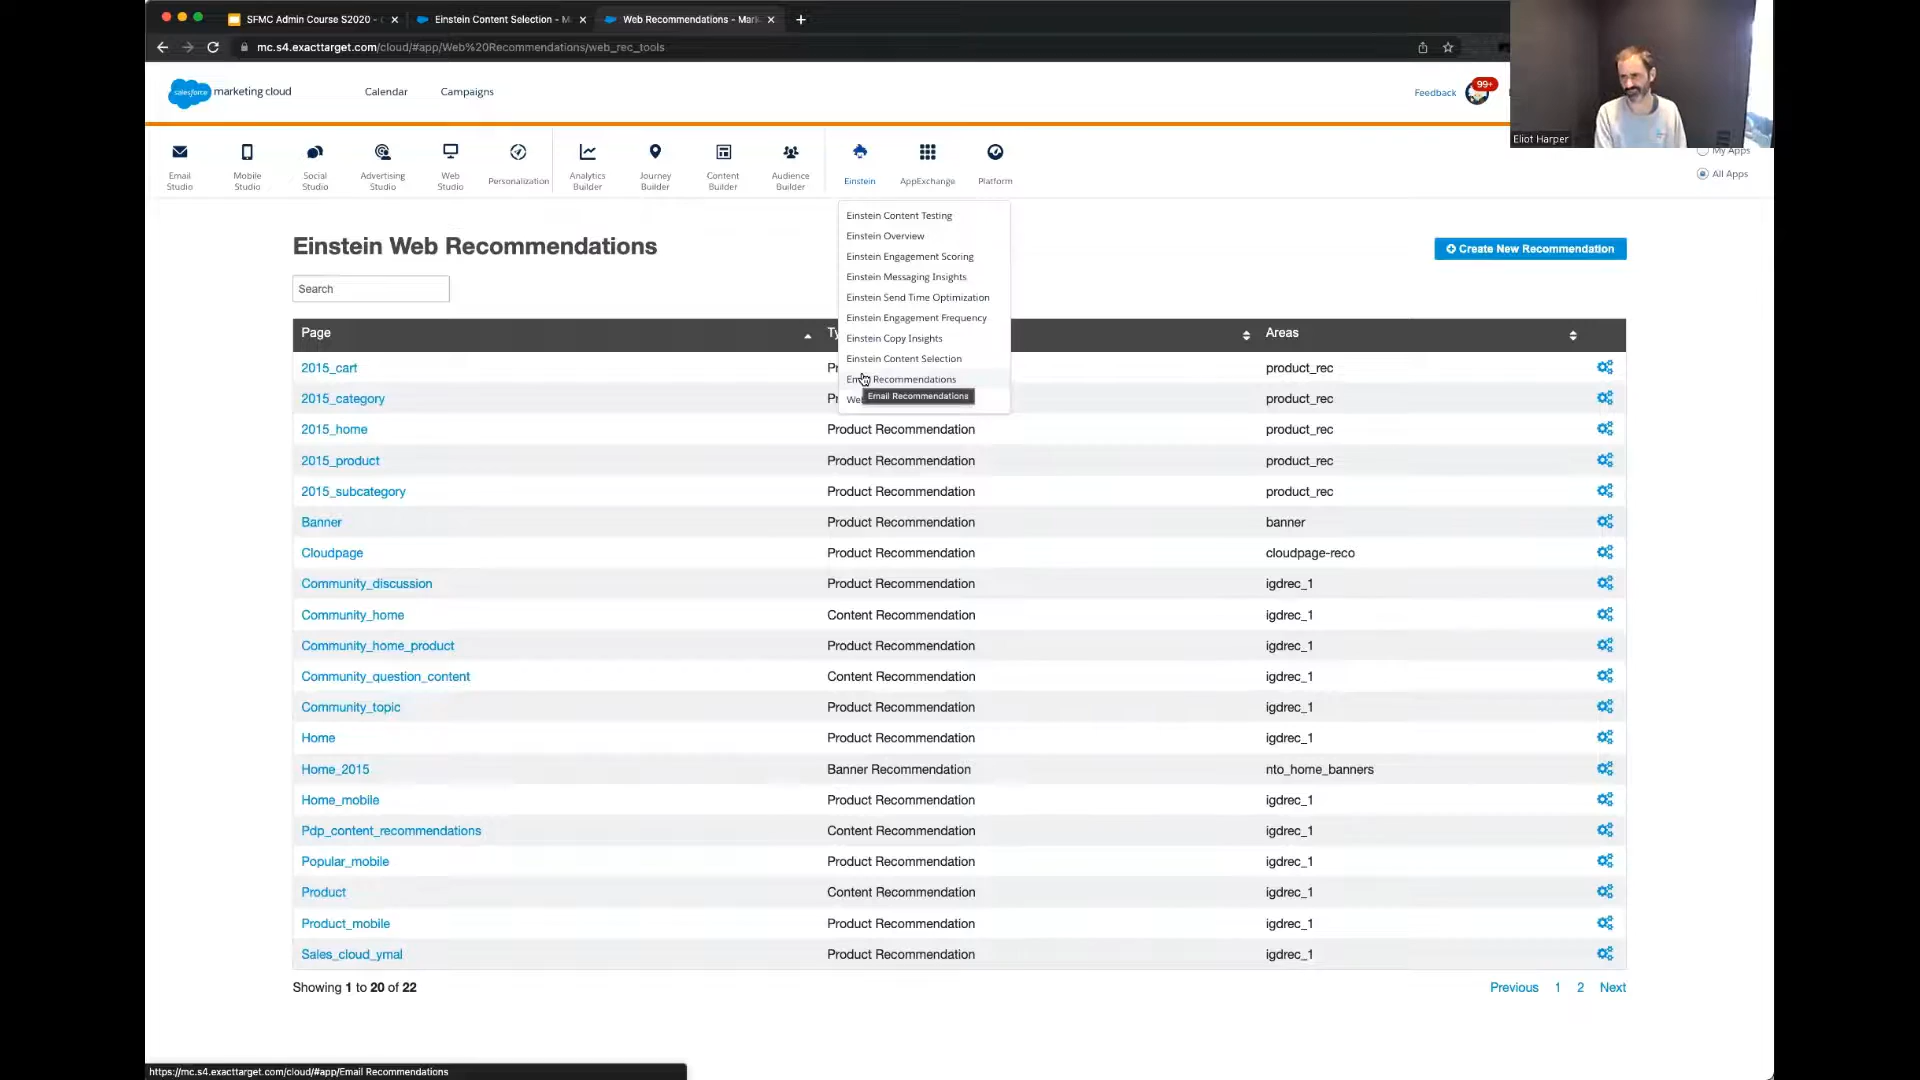 SFMC Admin Course S2020 -
Einstein Content Selection - M
Web Recommendations - Mark
mc.s4.exacttarget.com/cloud/#app/Web%20Recommendations/web_rec_tools
salesforce marketing cloud
Calendar
Campaigns
Feedback
99+
Eliot Harper
My Apps
All Apps
Email Studio
Mobile Studio
Social Studio
Advertising Studio
Web Studio
Personalization
Analytics Builder
Journey Builder
Content Builder
Audience Builder
Einstein
AppExchange
Platform
Einstein Content Testing
Einstein Overview
Einstein Engagement Scoring
Einstein Messaging Insights
Einstein Send Time Optimization
Einstein Engagement Frequency
Einstein Copy Insights
Einstein Content Selection
Recommendations
Email Recommendations
Einstein Web Recommendations
Create New Recommendation
Search
Page Areas
2015_cart product_rec
2015_category product_rec
2015_home Product Recommendation product_rec
2015_product Product Recommendation product_rec
2015_subcategory Product Recommendation product_rec
Banner Product Recommendation banner
Cloudpage Product Recommendation cloudpage-reco
Community_discussion Product Recommendation igdrec_1
Community_home Content Recommendation igdrec_1
Community_home_product Product Recommendation igdrec_1
Community_question_content Content Recommendation igdrec_1
Community_topic Product Recommendation igdrec_1
Home Product Recommendation igdrec_1
Home_2015 Banner Recommendation nto_home_banners
Home_mobile Product Recommendation igdrec_1
Pdp_content_recommendations Content Recommendation igdrec_1
Popular_mobile Product Recommendation igdrec_1
Product Content Recommendation igdrec_1
Product_mobile Product Recommendation igdrec_1
Sales_cloud_ymal Product Recommendation igdrec_1
Showing 1 to 20 of 22
Previous 1 2 Next
https://mc.s4.exacttarget.com/cloud/#app/Email Recommendations